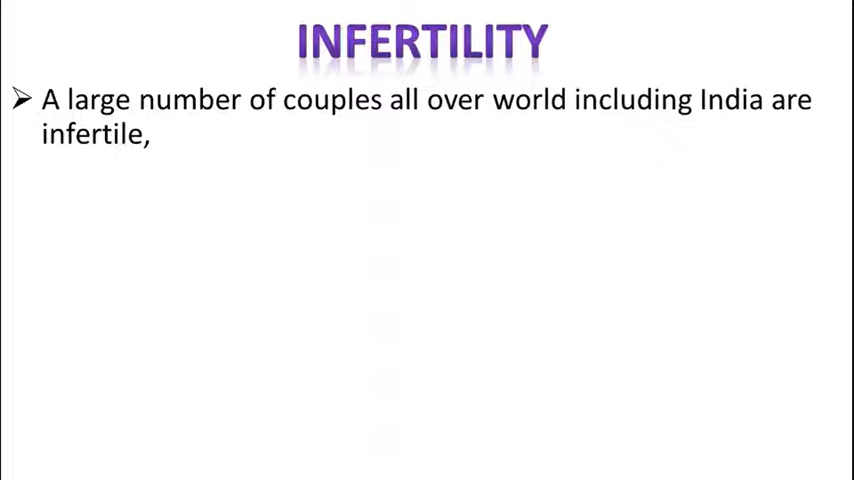 INFERTILITY
➢ A large number of couples all over world including India are
infertile,